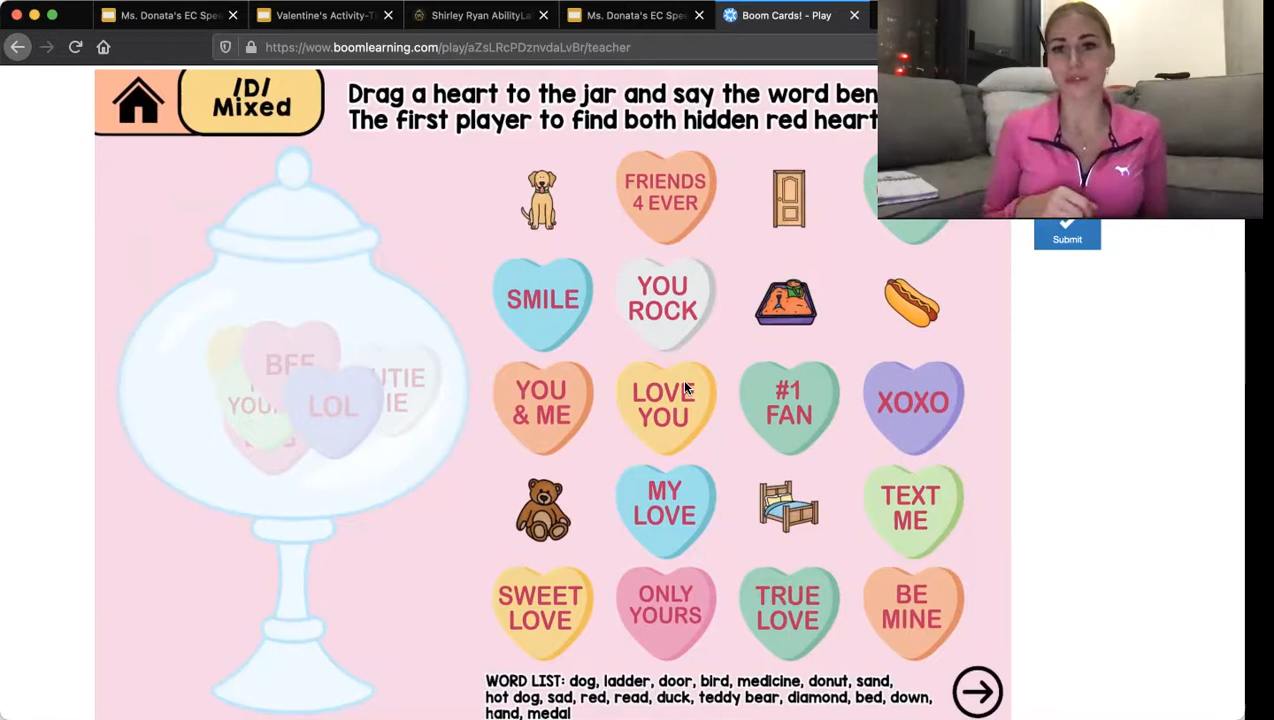 Ms. Donata's EC Spe
Valentine's Activity-T
Shirley Ryan AbilityLa
Ms. Donata's EC Spe
Boom Cards! - Play
https://wow.boomlearning.com/play/aZsLRcPDznvdaLvBr/teacher
/D/
Mixed
Drag a heart to the jar and say the word ben
The first player to find both hidden red heart
FRIENDS
4 EVER
Submit
SMILE
YOU
ROCK
BFF
LOL
YOU
& ME
LOVE
YOU
#1
FAN
XOXO
MY
LOVE
TEXT
ME
SWEET
LOVE
ONLY
YOURS
TRUE
LOVE
BE
MINE
WORD LIST: dog, ladder, door, bird, medicine, donut, sand,
hot dog, sad, red, read, duck, teddy bear, diamond, bed, down,
hand, medal